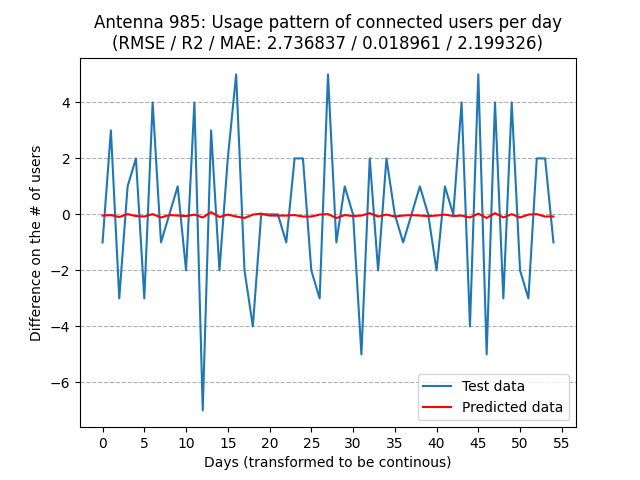 Antenna 985: Usage pattern of connected users per day
(RMSE / R2 / MAE: 2.736837 / 0.018961 / 2.199326)
Difference on the # of users
4
2
0
−2
−4
−6
Test data
Predicted data
0 5 10 15 20 25 30 35 40 45 50 55
Days (transformed to be continous)